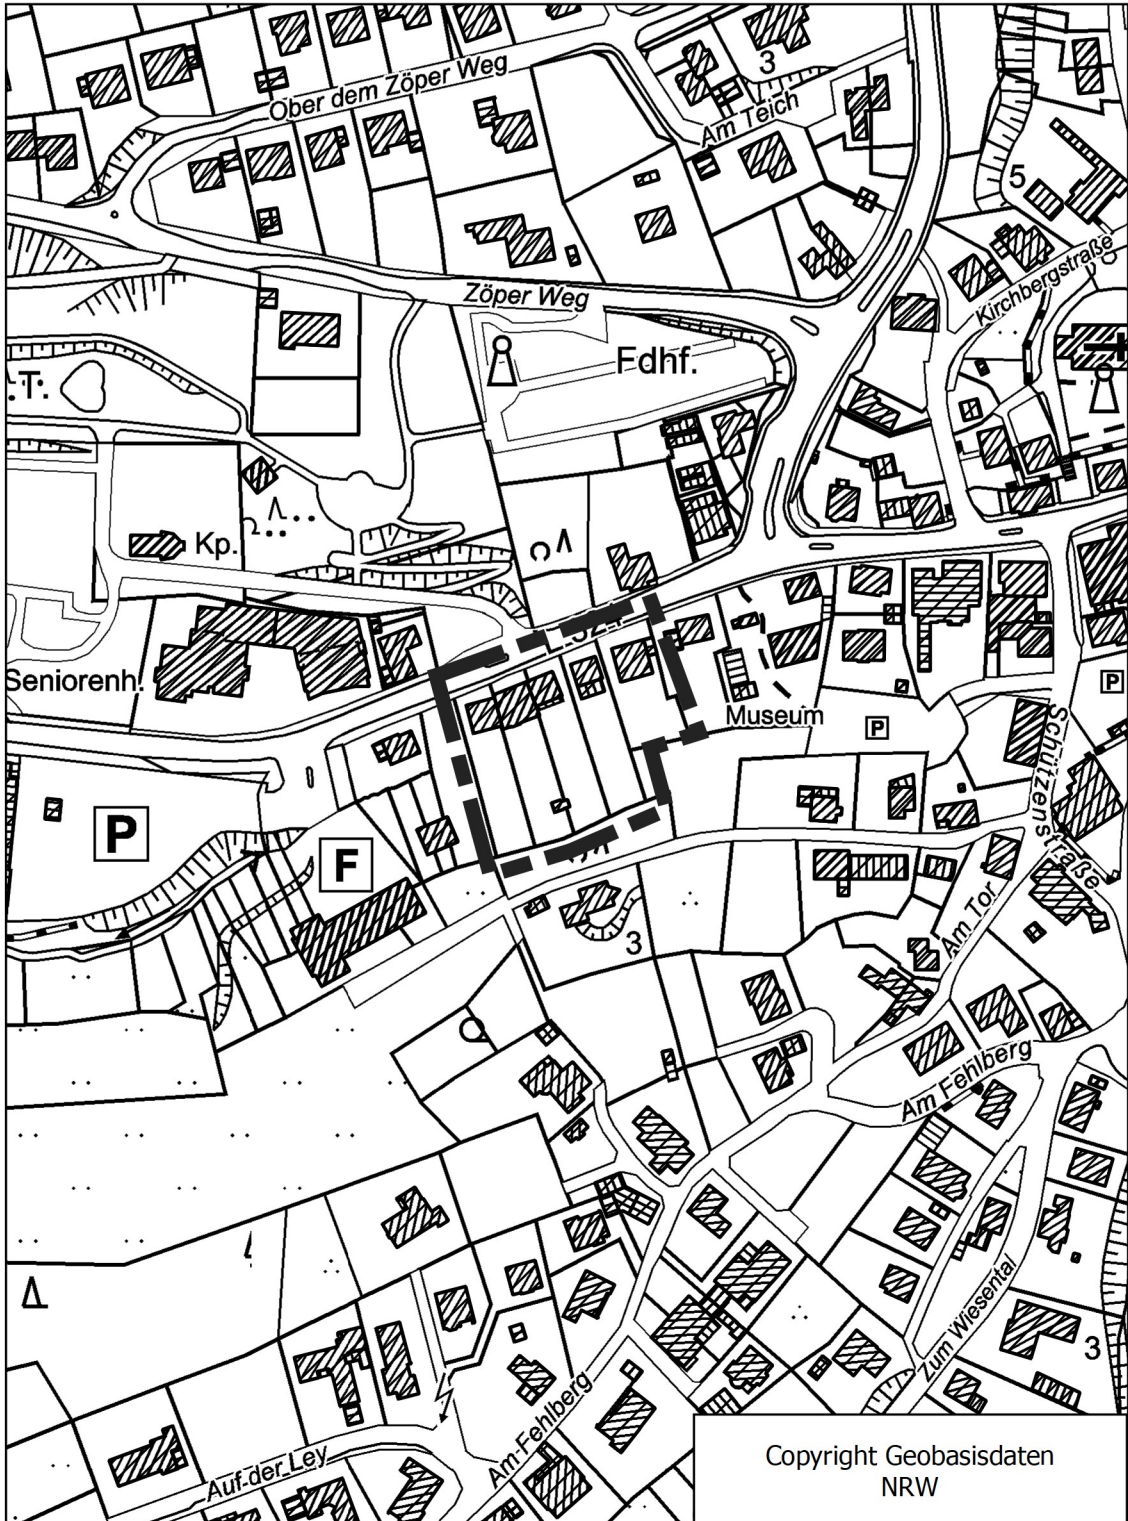 Ober dem Zöper Weg
3
Am Teich
5
Kirchbergstraße
Zöper Weg
Fdhf.
T.
Kp.
Seniorenh.
Museum
P
P
Schützenstraße
P
F
Am Tor
3
Am Fehlberg
Zum Wiesental
3
Am Fehlberg
Auf der Ley
Copyright Geobasisdaten
NRW